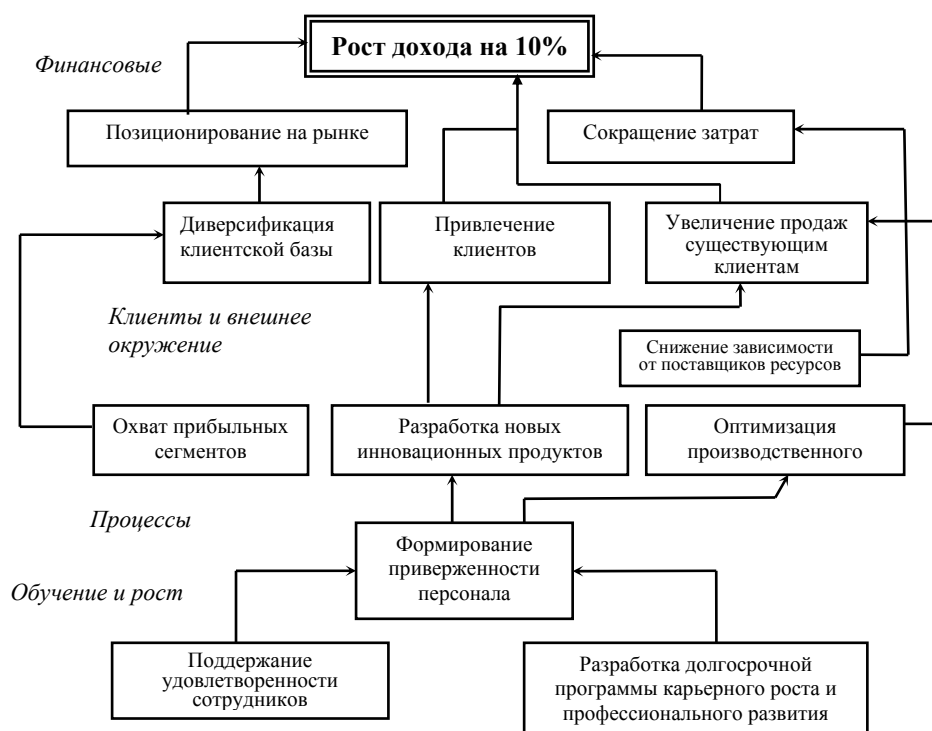 Рост дохода на 10%
Финансовые
Позиционирование на рынке
Сокращение затрат
Диверсификация
клиентской базы
Привлечение
клиентов
Увеличение продаж
существующим
клиентам
Клиенты и внешнее
окружение
Снижение зависимости
от поставщиков ресурсов
Охват прибыльных
сегментов
Разработка новых
инновационных продуктов
Оптимизация
производственного
Процессы
Формирование
приверженности
персонала
Обучение и рост
Поддержание
удовлетворенности
сотрудников
Разработка долгосрочной
программы карьерного роста и
профессионального развития